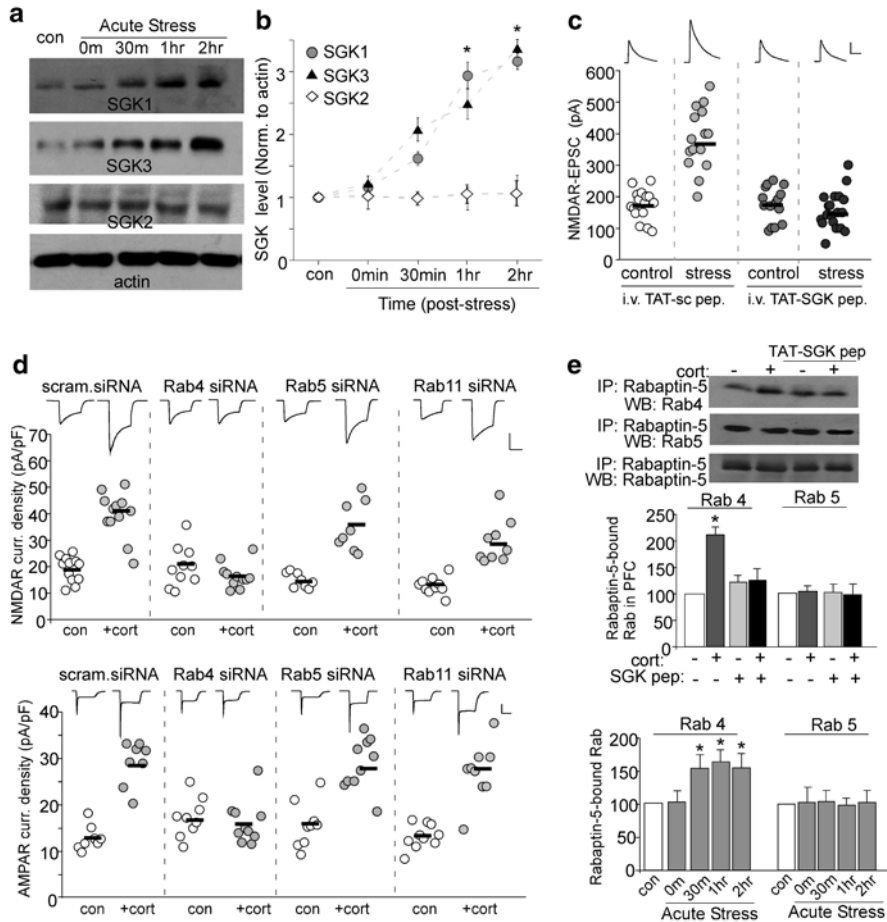 a
Acute Stress
con 0m 30m 1hr 2hr
SGK1
SGK3
SGK2
actin
b
SGK level (Norm. to actin)
3
2
1
0
SGK1
SGK3
SGK2
*
*
con 0min 30min 1hr 2hr
Time (post-stress)
c
NMDAR-EPSC (pA)
600
500
400
300
200
100
0
control stress control stress
i.v. TAT-sc pep. i.v. TAT-SGK pep.
d
scram.siRNA Rab4 siRNA Rab5 siRNA Rab11 siRNA
NMDAR curr. density (pA/pF)
70
60
50
40
30
20
10
0
con +cort con +cort con +cort con +cort
scram.siRNA Rab4 siRNA Rab5 siRNA Rab11 siRNA
AMPAR curr. density (pA/pF)
50
40
30
20
10
0
con +cort con +cort con +cort con +cort
e
TAT-SGK pep
cort: - + - +
IP: Rabaptin-5
WB: Rab4
IP: Rabaptin-5
WB: Rab5
IP: Rabaptin-5
WB: Rabaptin-5
Rab 4 Rab 5
Rabaptin-5-bound
Rab in PFC
250
200
150
100
50
0
*
cort: - + - + - + - +
SGK pep: - - + + - - + +
Rab 4 Rab 5
Rabaptin-5-bound Rab
200
150
100
50
0
* * *
con 0m 30m 1hr 2hr con 0m 30m 1hr 2hr
Acute Stress Acute Stress